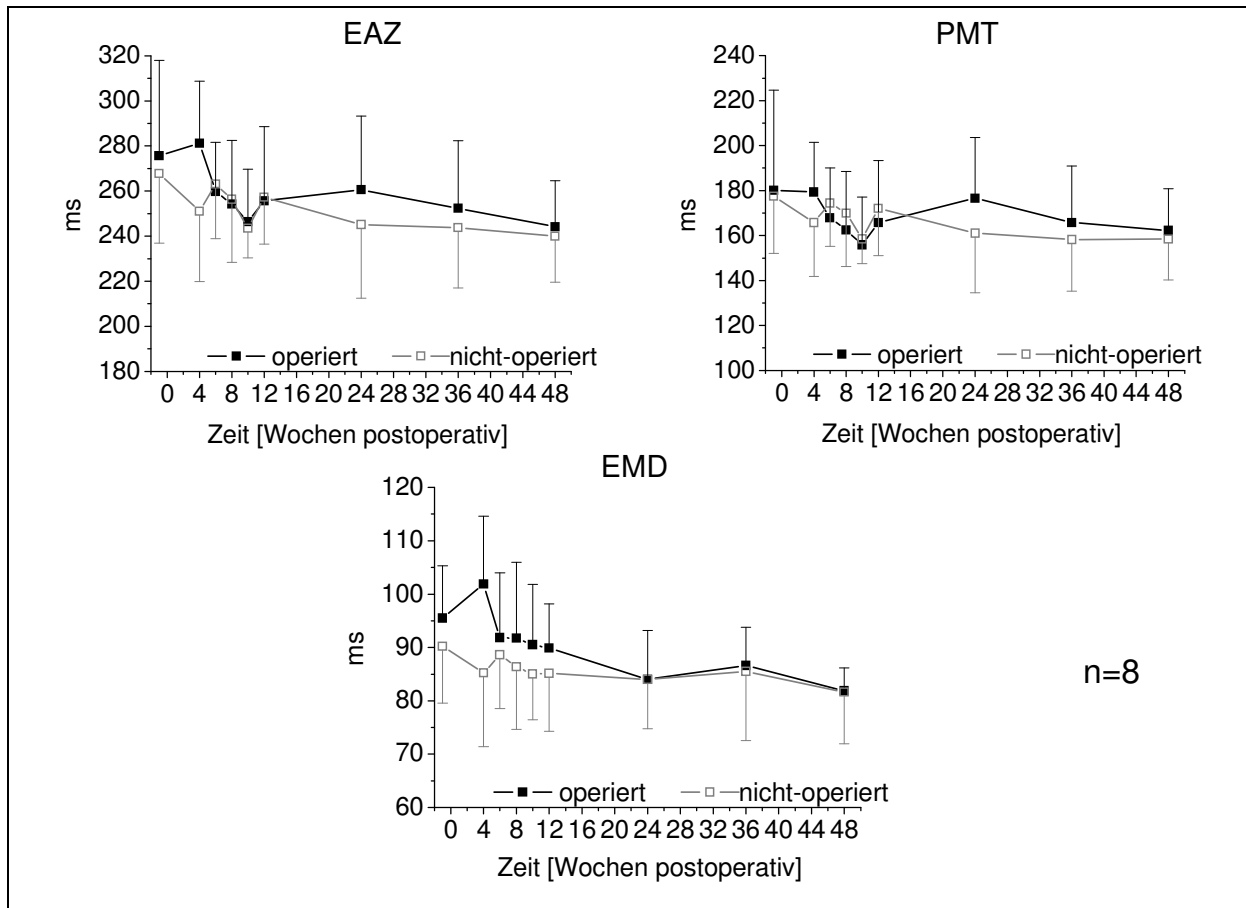 EAZ
320
300
280
260
240
220
200
180
ms
operiert nicht-operiert
0 4 8 12 16 20 24 28 32 36 40 44 48
Zeit [Wochen postoperativ]
PMT
240
220
200
180
160
140
120
100
ms
operiert nicht-operiert
0 4 8 12 16 20 24 28 32 36 40 44 48
Zeit [Wochen postoperativ]
EMD
120
110
100
90
80
70
60
ms
operiert nicht-operiert
0 4 8 12 16 20 24 28 32 36 40 44 48
Zeit [Wochen postoperativ]
n=8